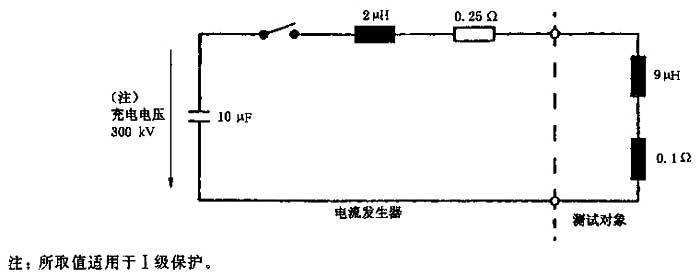 2 μH
0.25 Ω
(注)
充电电压
300 kV
10 μF
9 μH
0.1 Ω
电流发生器
测试对象
注：所取值适用于 I 级保护。